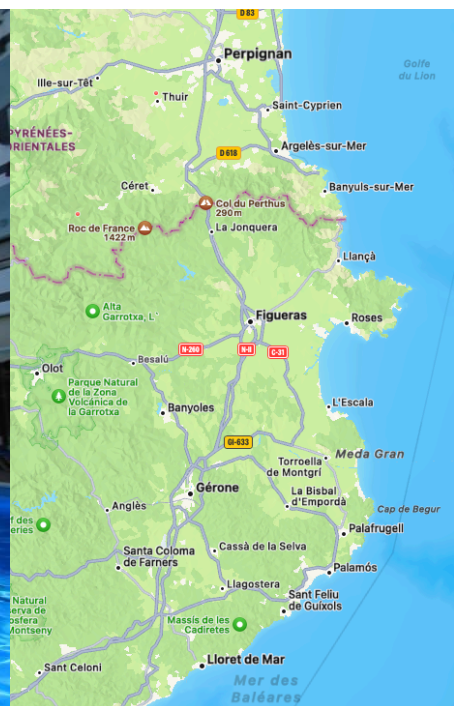 D 83
Perpignan
Golfe
du Lion
Ille-sur-Têt
Thuir
Saint-Cyprien
PYRÉNÉES-
ORIENTALES
D 618
Argelès-sur-Mer
Céret
Banyuls-sur-Mer
Col du Perthus
290 m
Roc de France
1422 m
La Jonquera
Llançà
Alta
Garrotxa, L'
Figueras
Roses
N-260
N-II
C-31
Besalú
Olot
Parque Natural
de la Zona
Volcánica de
la Garrotxa
Banyoles
L'Escala
GI-633
Meda Gran
Torroella
de Montgrí
Gérone
La Bisbal
d'Empordà
Cap de Begur
Anglès
f des
eries
Palafrugell
Cassà de la Selva
Santa Coloma
de Farners
Palamós
Llagostera
Sant Feliu
de Guíxols
Natural
erva de
osfera
Montseny
Massís de les
Cadiretes
Lloret de Mar
Sant Celoni
Mer des
Baléares